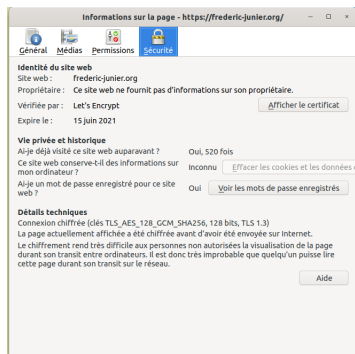 Informations sur la page - https://frederic-junier.org/
Général Médias Permissions Sécurité
Identité du site web
Site web : frederic-junier.org
Propriétaire : Ce site web ne fournit pas d'informations sur son propriétaire.
Vérifiée par : Let's Encrypt Afficher le certificat
Expire le : 15 juin 2021
Vie privée et historique
Ai-je déjà visité ce site web auparavant ? Oui, 520 fois
Ce site web conserve-t-il des informations sur
mon ordinateur ? Inconnu Effacer les cookies et les données
Ai-je un mot de passe enregistré pour ce site
web ? Oui Voir les mots de passe enregistrés
Détails techniques
Connexion chiffrée (clés TLS_AES_128_GCM_SHA256, 128 bits, TLS 1.3)
La page actuellement affichée a été chiffrée avant d'avoir été envoyée sur Internet.
Le chiffrement rend très difficile aux personnes non autorisées la visualisation de la page
durant son transit entre ordinateurs. Il est donc très improbable que quelqu'un puisse lire
cette page durant son transit sur le réseau.
Aide